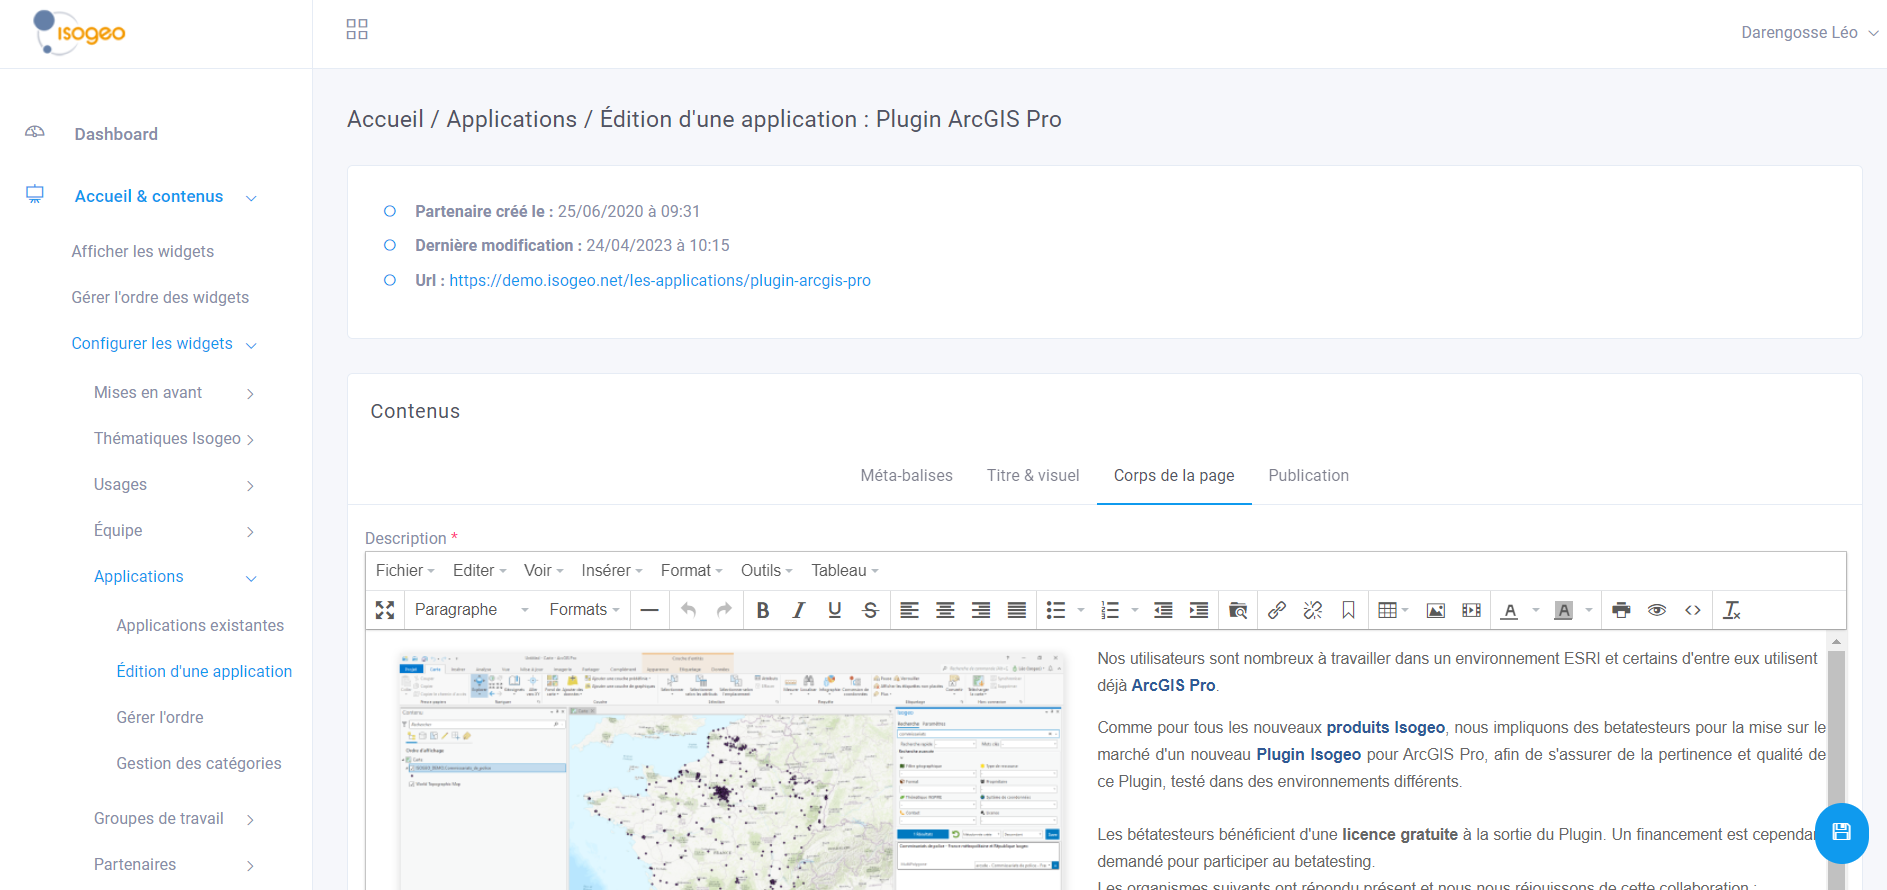 isogeo
Darengosse Léo
Dashboard
Accueil & contenus
Afficher les widgets
Gérer l'ordre des widgets
Configurer les widgets
Mises en avant
Thématiques Isogeo
Usages
Équipe
Applications
Applications existantes
Édition d'une application
Gérer l'ordre
Gestion des catégories
Groupes de travail
Partenaires
Accueil / Applications / Édition d'une application : Plugin ArcGIS Pro
Partenaire créé le : 25/06/2020 à 09:31
Dernière modification : 24/04/2023 à 10:15
Url : https://demo.isogeo.net/les-applications/plugin-arcgis-pro
Contenus
Méta-balises Titre & visuel Corps de la page Publication
Description *
Fichier Editer Voir Insérer Format Outils Tableau
Paragraphe Formats
Nos utilisateurs sont nombreux à travailler dans un environnement ESRI et certains d'entre eux utilisent
déjà ArcGIS Pro.
Comme pour tous les nouveaux produits Isogeo, nous impliquons des betatesteurs pour la mise sur le
marché d'un nouveau Plugin Isogeo pour ArcGIS Pro, afin de s'assurer de la pertinence et qualité de
ce Plugin, testé dans des environnements différents.
Les bétatesteurs bénéficient d'une licence gratuite à la sortie du Plugin. Un financement est cependa
demandé pour participer au betatesting.
Les organismes suivants ont répondu présent et nous nous réjouissons de cette collaboration :